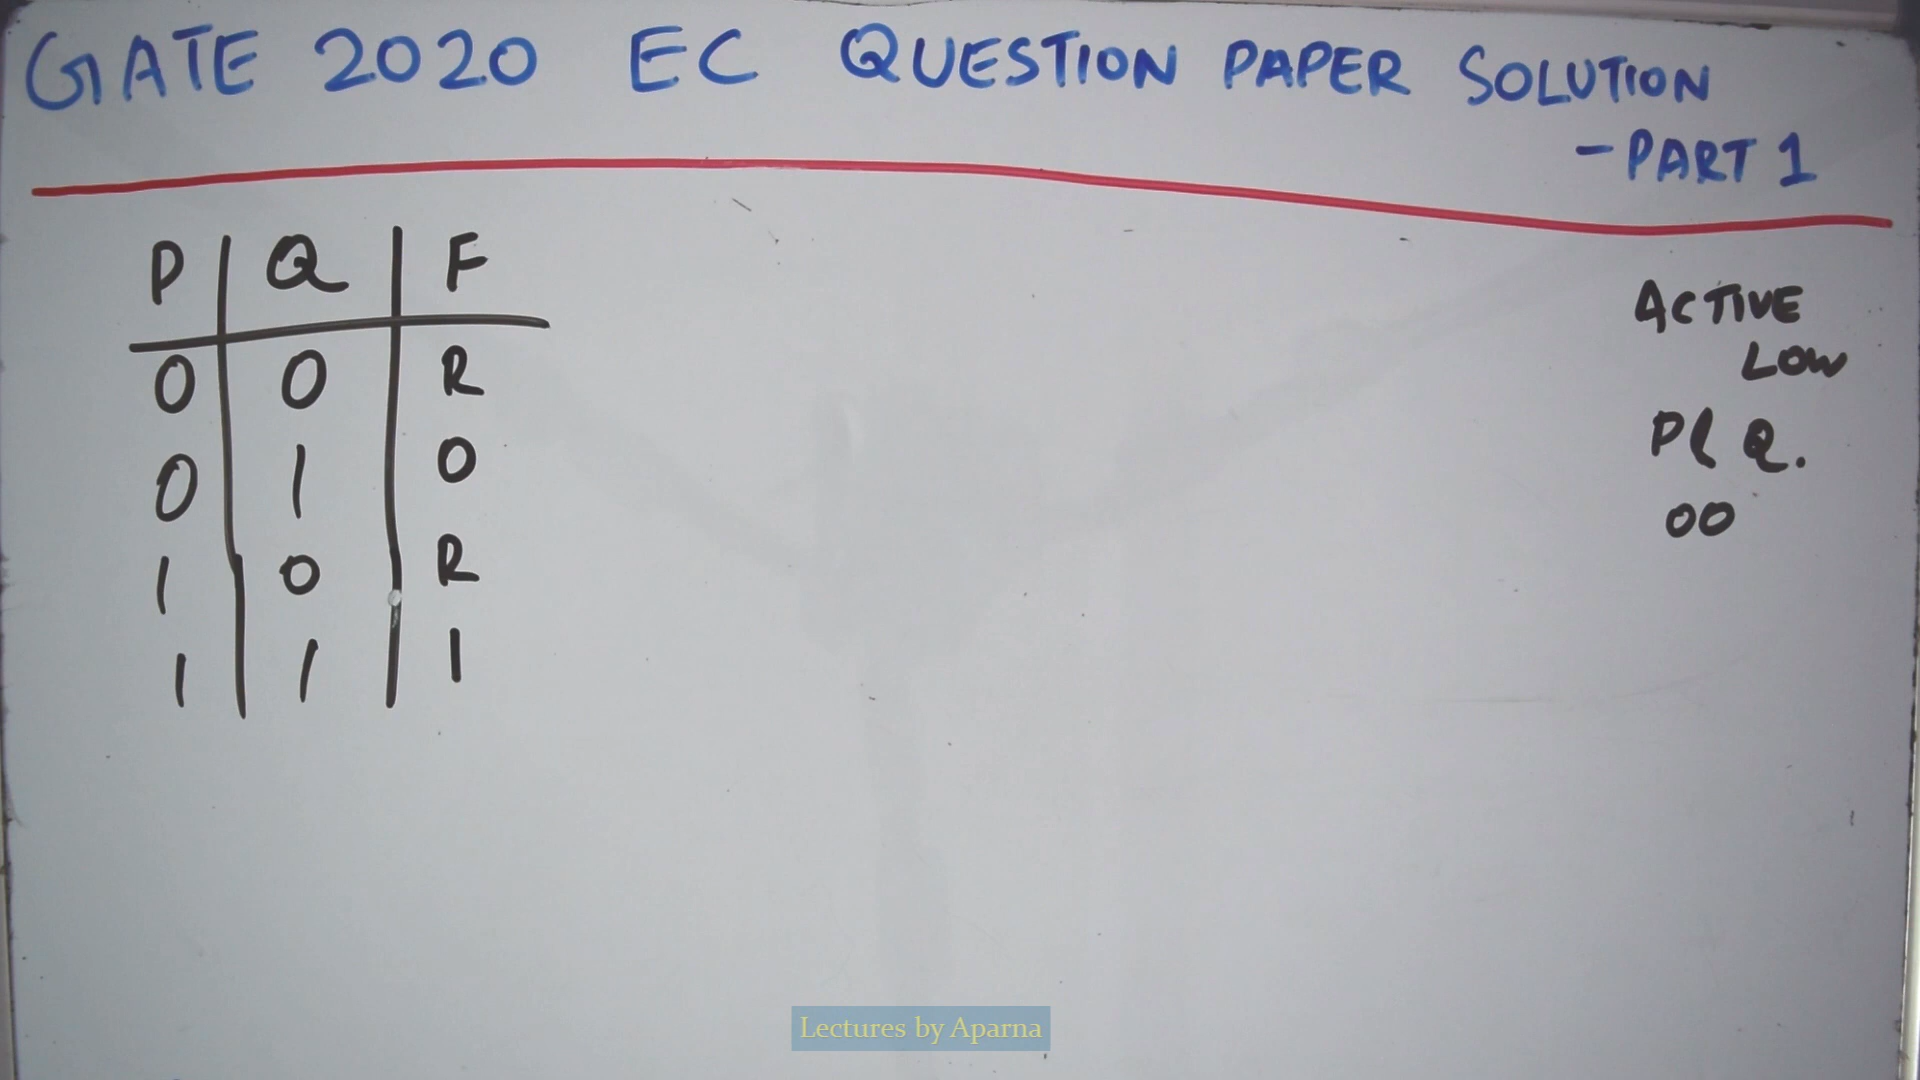 GATE 2020 EC QUESTION PAPER SOLUTION
- PART 1
P Q F
0 0 R
0 1 0
1 0 R
1 1 1
ACTIVE
LOW
P Q.
00
Lectures by Aparna